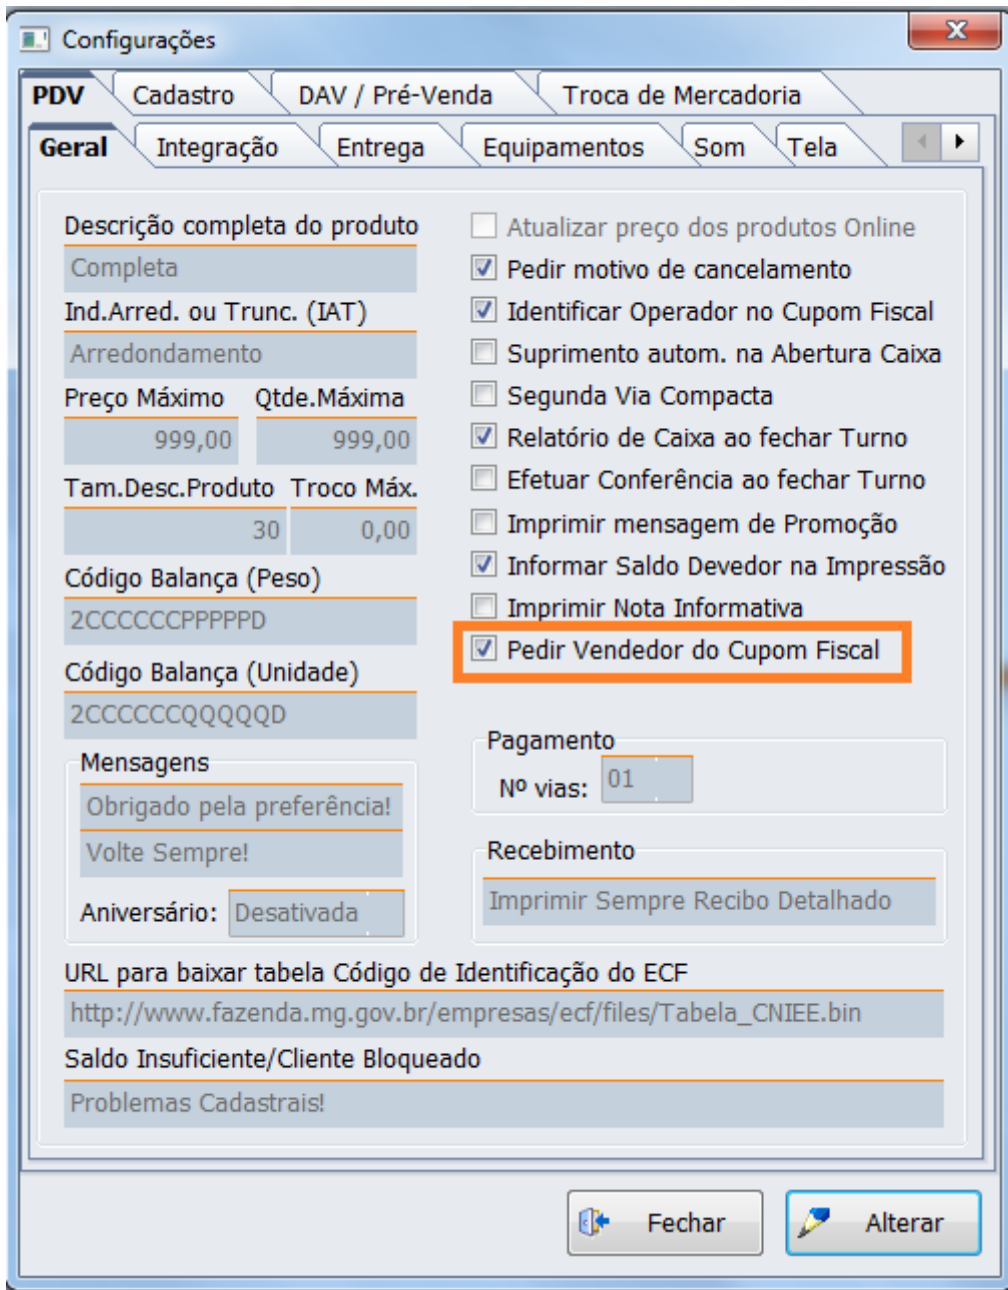 Configurações
PDV Cadastro DAV / Pré-Venda Troca de Mercadoria
Geral Integração Entrega Equipamentos Som Tela
Descrição completa do produto
Completa
Ind.Arred. ou Trunc. (IAT)
Arredondamento
Preço Máximo Qtde.Máxima
999,00 999,00
Tam.Desc.Produto Troco Máx.
30 0,00
Código Balança (Peso)
2CCCCCCPPPPPD
Código Balança (Unidade)
2CCCCCCQQQQQD
Mensagens
Obrigado pela preferência!
Volte Sempre!
Aniversário: Desativada
Atualizar preço dos produtos Online
Pedir motivo de cancelamento
Identificar Operador no Cupom Fiscal
Suprimento autom. na Abertura Caixa
Segunda Via Compacta
Relatório de Caixa ao fechar Turno
Efetuar Conferência ao fechar Turno
Imprimir mensagem de Promoção
Informar Saldo Devedor na Impressão
Imprimir Nota Informativa
Pedir Vendedor do Cupom Fiscal
Pagamento
Nº vias: 01
Recebimento
Imprimir Sempre Recibo Detalhado
URL para baixar tabela Código de Identificação do ECF
http://www.fazenda.mg.gov.br/empresas/ecf/files/Tabela_CNIEE.bin
Saldo Insuficiente/Cliente Bloqueado
Problemas Cadastrais!
Fechar Alterar